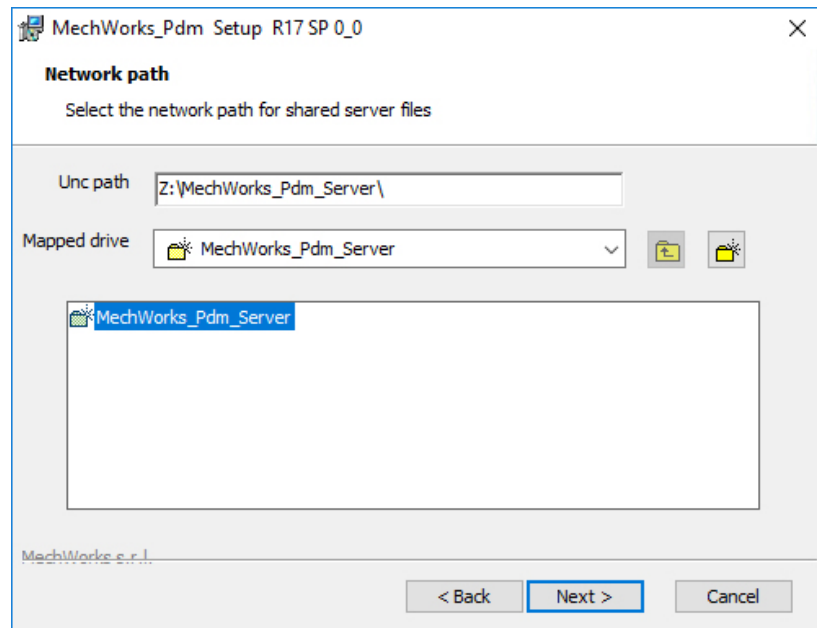 MechWorks_Pdm Setup R17 SP 0_0
Network path
Select the network path for shared server files
Unc path Z:\MechWorks_Pdm_Server\
Mapped drive MechWorks_Pdm_Server
MechWorks_Pdm_Server
MechWorks s.r.l.
< Back Next > Cancel